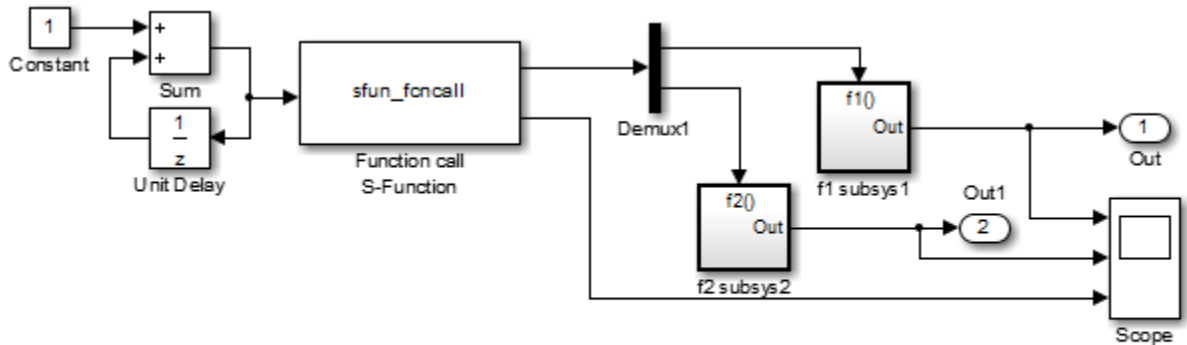 1
Constant
+
+
Sum
1
z
Unit Delay
sfun_fcncall
Function call
S-Function
Demux1
f1()
Out
f1 subsys1
f2()
Out
f2 subsys2
1
Out
Out1
2
Scope